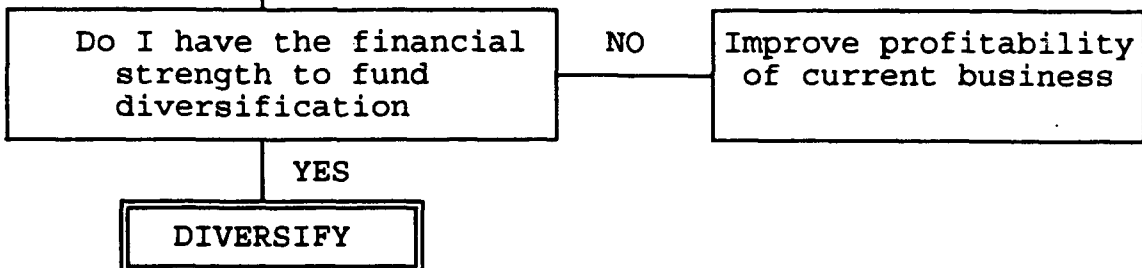 Do I have the financial
strength to fund
diversification
NO
Improve profitability
of current business
YES
DIVERSIFY